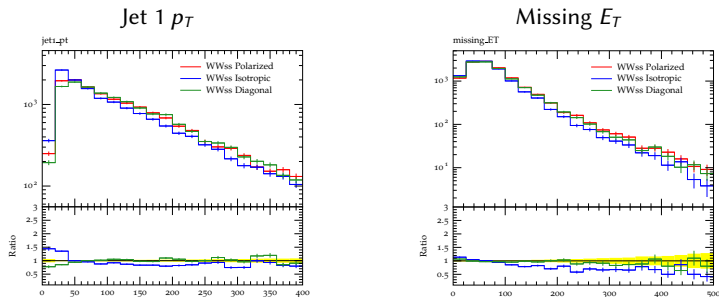 Jet 1 p_T
jet1_pt
WWss Polarized
WWss Isotropic
WWss Diagonal
10^3
10^2
3
2.5
2
1.5
1
0.5
Ratio
0 50 100 150 200 250 300 350 400
Missing E_T
missing_ET
WWss Polarized
WWss Isotropic
WWss Diagonal
10^3
10^2
10^1
3
2.5
2
1.5
1
0.5
Ratio
0 100 200 300 400 500